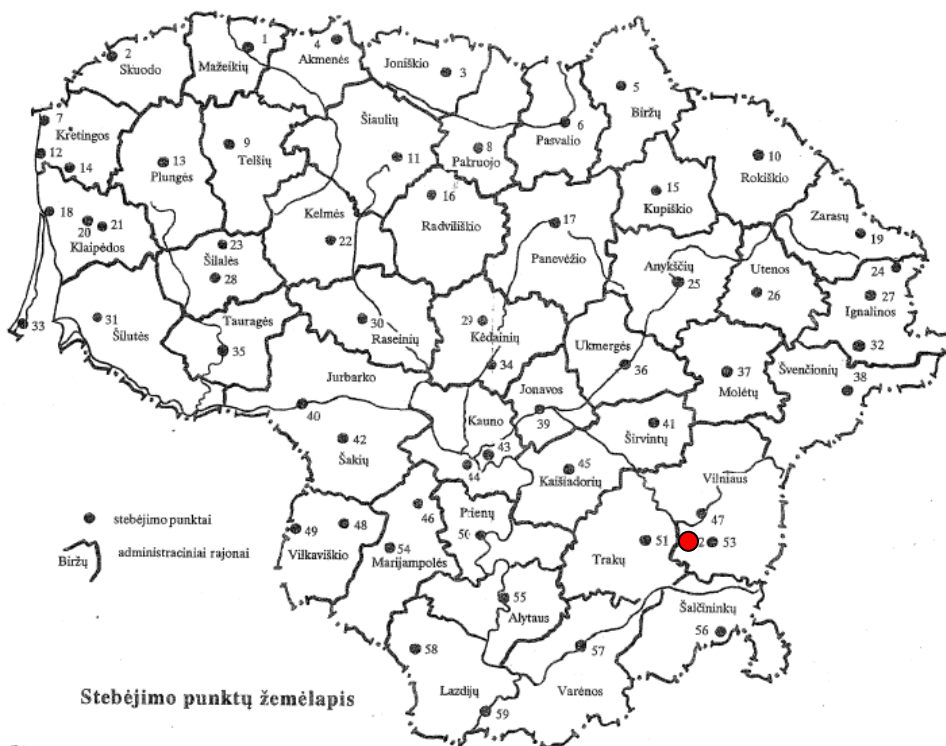 1
2
Skuodo
Mažeikių
4
Akmenės
Joniškio
3
5
Biržų
6
Pasvalio
7
Kretingos
12
14
13
Plungės
9
Telšių
Šiaulių
11
8
Pakruojo
10
Rokiškio
15
Kupiškio
16
Radviliškio
17
Panevėžio
18
20
21
Klaipėdos
Kelmės
22
23
Šilalės
28
Zarasų
19
24
Anykščių
25
Utenos
26
27
Ignalinos
33
31
Šilutės
Tauragės
35
30
Raseinių
29
Kėdainių
34
Ukmergės
36
32
37
Molėtų
Švenčionių
38
Jurbarko
40
Jonavos
39
Kauno
43
44
41
Širvintų
42
Šakių
45
Kaišiadorių
Vilniaus
47
stebėjimo punktai
Biržų
administraciniai rajonai
49
48
Vilkaviškio
46
54
Marijampolės
Prienų
50
51
Trakų
2
53
55
Alytaus
Šalčininkų
56
57
58
Lazdijų
59
Varėnos
Stebėjimo punktų žemėlapis